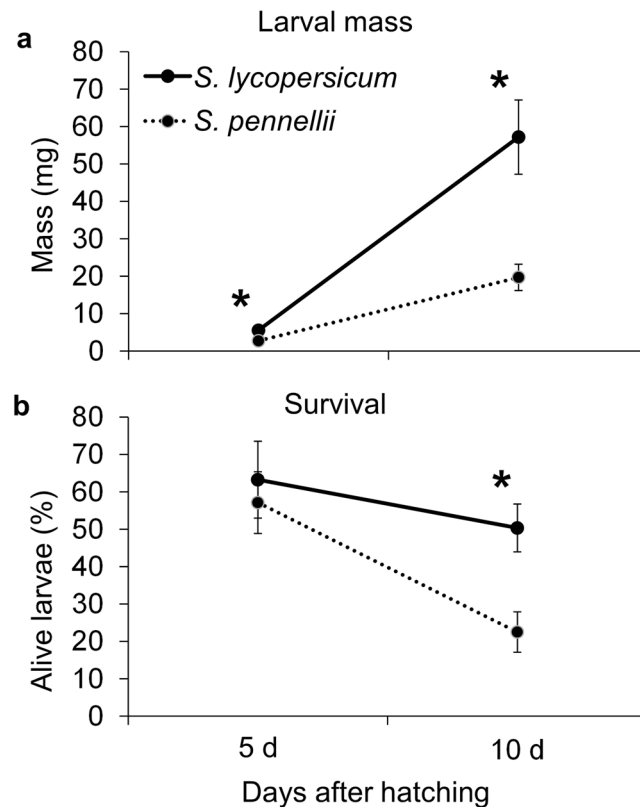 a
Larval mass
80
70
60
50
40
30
20
10
0
Mass (mg)
S. lycopersicum
S. pennellii
*
*
b
Survival
80
70
60
50
40
30
20
10
0
Alive larvae (%)
*
5 d
10 d
Days after hatching